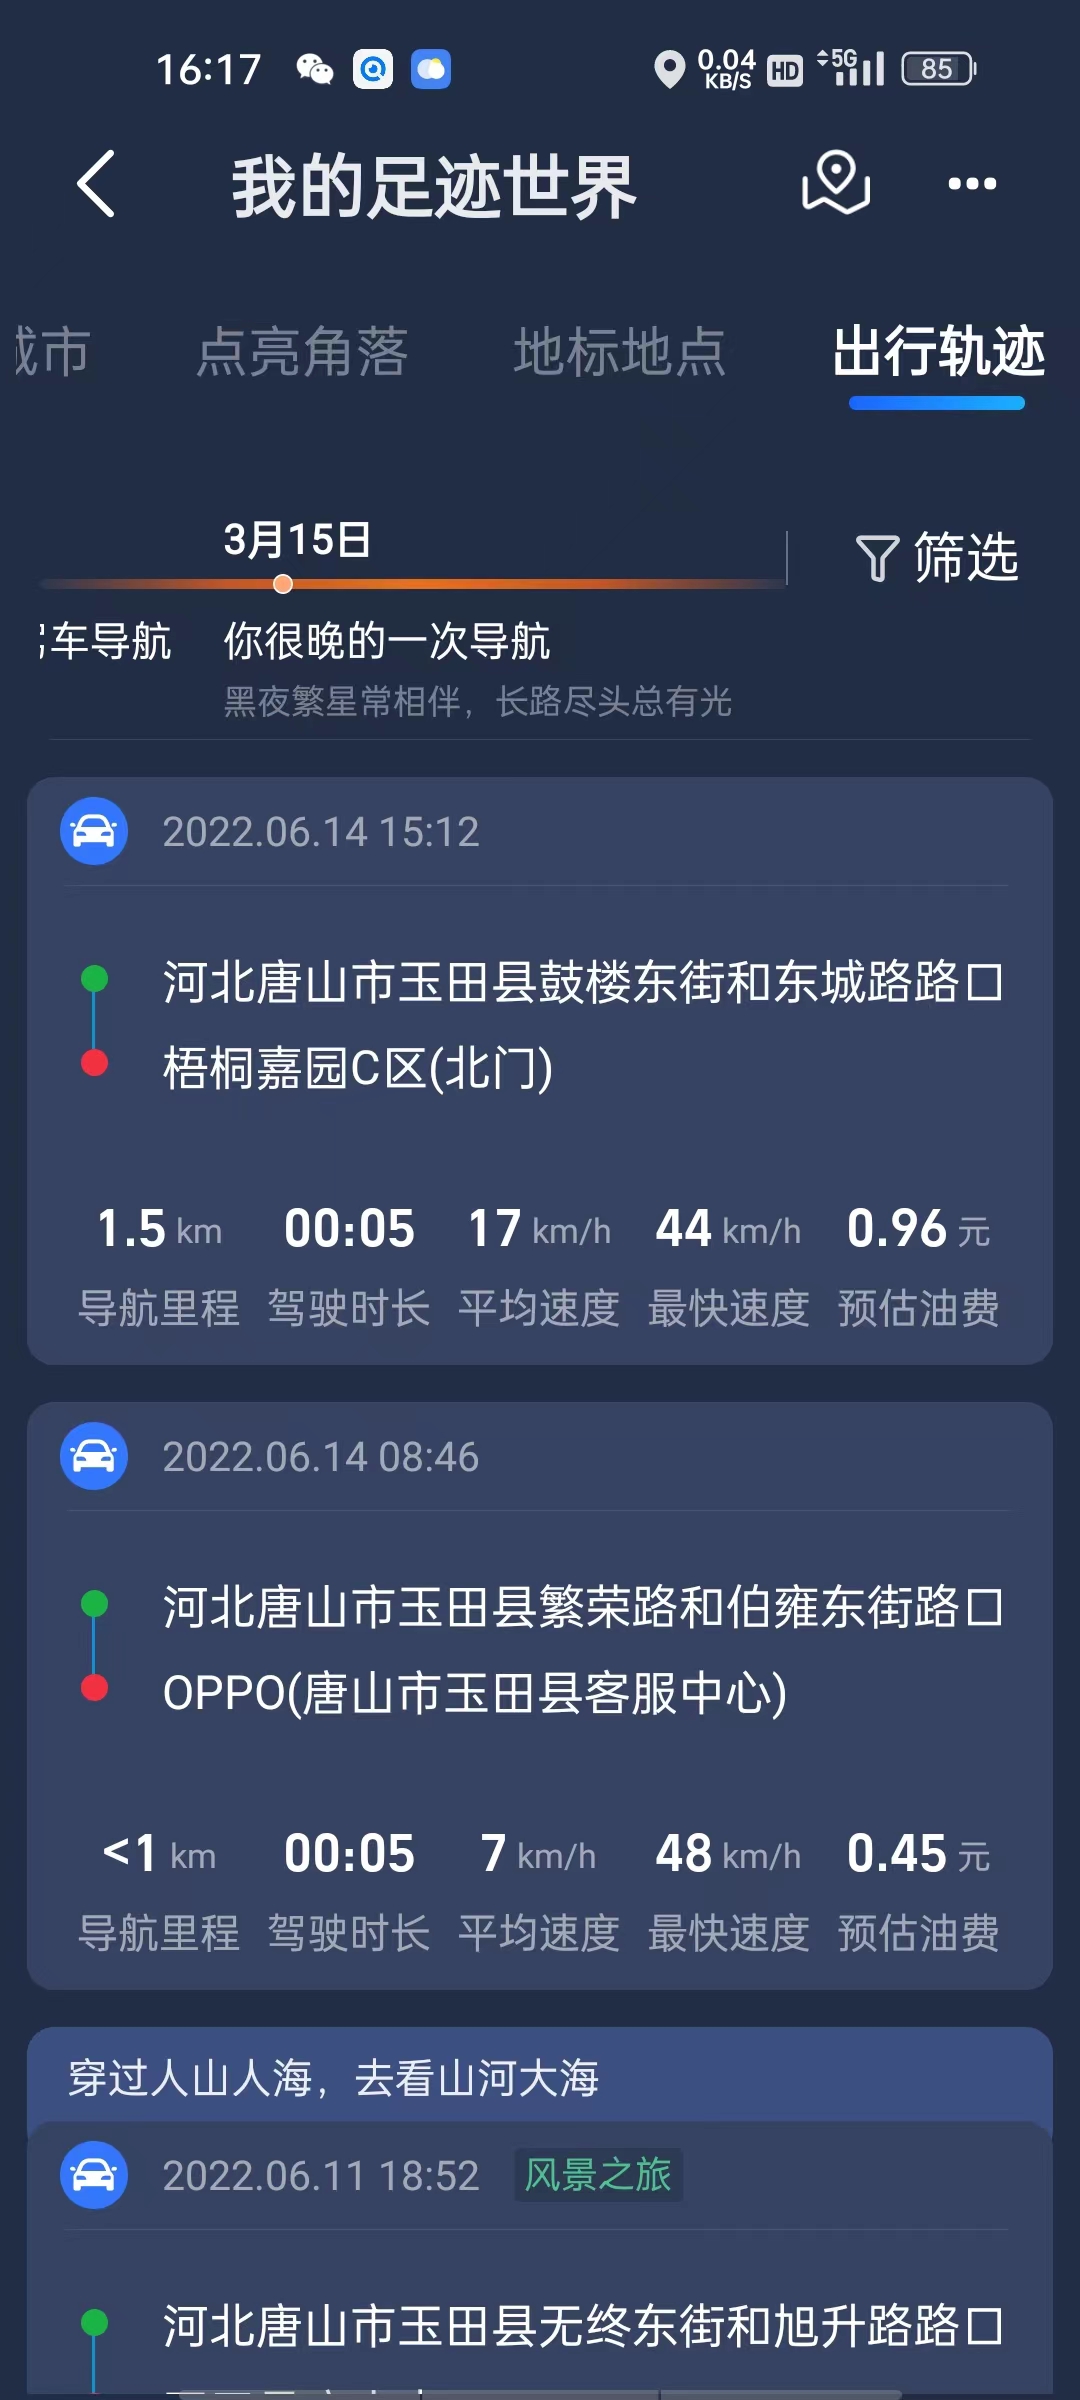 16:17 0.04 KB/S HD 5G 85
我的足迹世界
城市 点亮角落 地标地点 出行轨迹
3月15日
筛选
车导航 你很晚的一次导航
黑夜繁星常相伴，长路尽头总有光
2022.06.14 15:12
河北唐山市玉田县鼓楼东街和东城路路口
梧桐嘉园C区(北门)
1.5 km 00:05 17 km/h 44 km/h 0.96 元
导航里程 驾驶时长 平均速度 最快速度 预估油费
2022.06.14 08:46
河北唐山市玉田县繁荣路和伯雍东街路口
OPPO(唐山市玉田县客服中心)
<1 km 00:05 7 km/h 48 km/h 0.45 元
导航里程 驾驶时长 平均速度 最快速度 预估油费
穿过人山人海，去看山河大海
2022.06.11 18:52 风景之旅
河北唐山市玉田县无终东街和旭升路路口